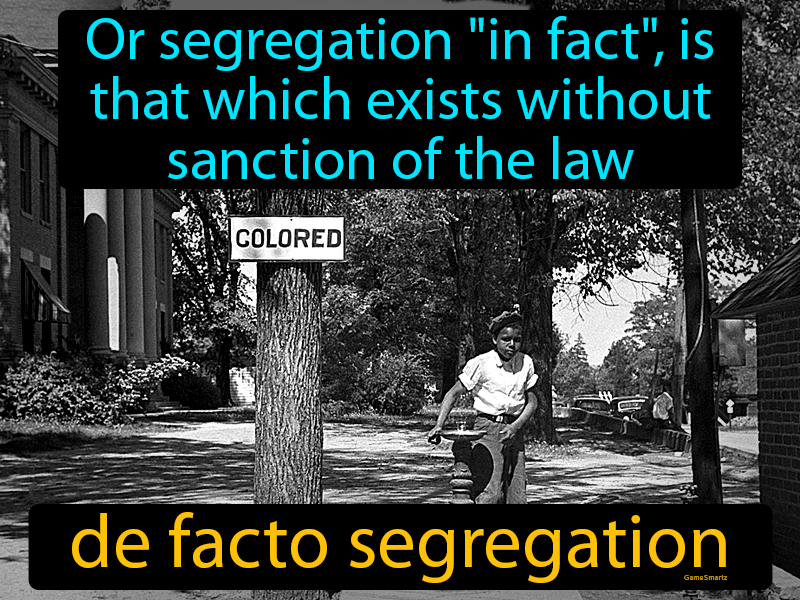 Or segregation "in fact", is
that which exists without
sanction of the law
COLORED
de facto segregation
GameSmartz